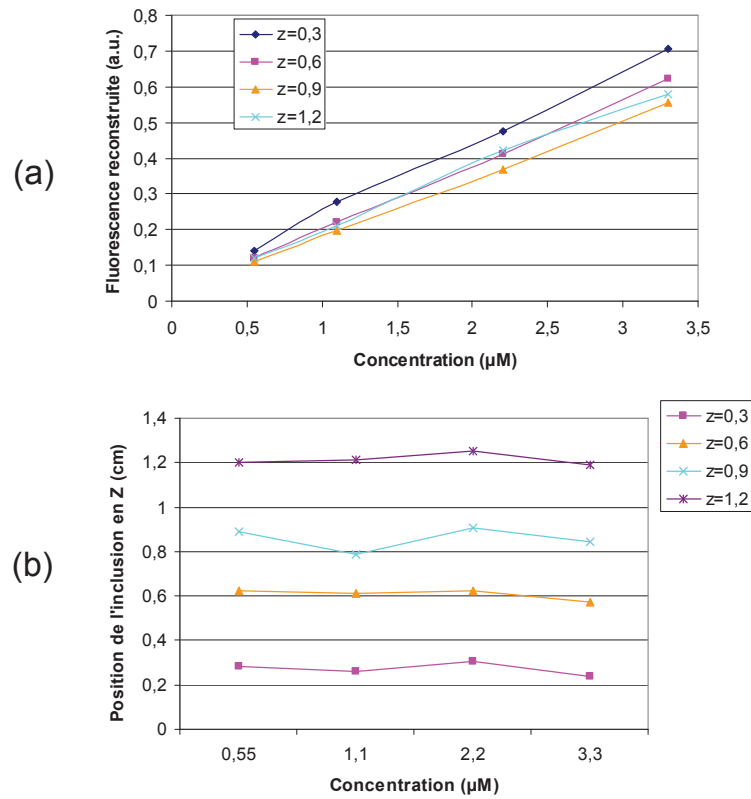 (a)
Fluorescence reconstruite (a.u.)
0,8
0,7
0,6
0,5
0,4
0,3
0,2
0,1
0
z=0,3
z=0,6
z=0,9
z=1,2
0 0,5 1 1,5 2 2,5 3 3,5
Concentration (µM)
(b)
Position de l'inclusion en Z (cm)
1,4
1,2
1
0,8
0,6
0,4
0,2
0
z=0,3
z=0,6
z=0,9
z=1,2
0,55 1,1 2,2 3,3
Concentration (µM)